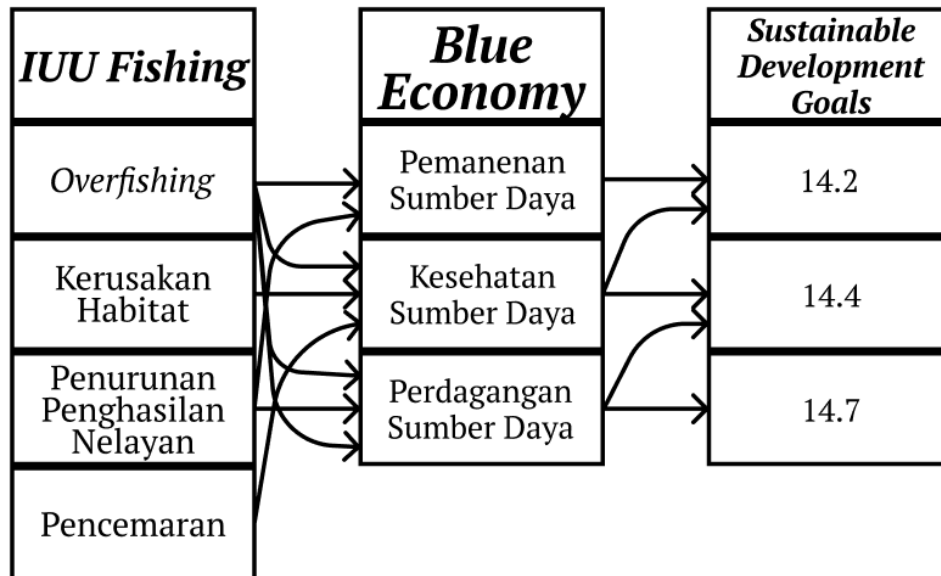 IUU Fishing
Overfishing
Kerusakan
Habitat
Penurunan
Penghasilan
Nelayan
Pencemaran
Blue
Economy
Pemanenan
Sumber Daya
Kesehatan
Sumber Daya
Perdagangan
Sumber Daya
Sustainable
Development
Goals
14.2
14.4
14.7